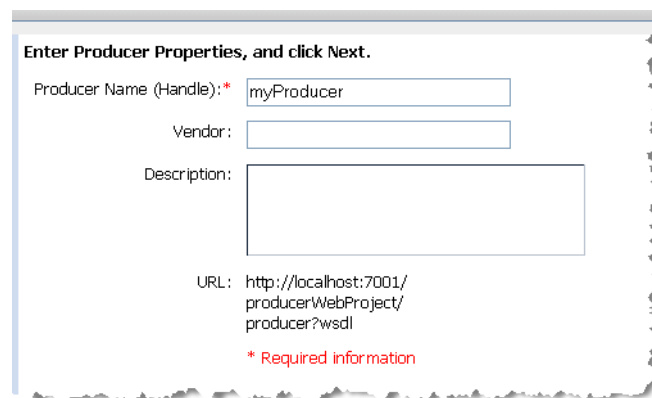 Enter Producer Properties, and click Next.
Producer Name (Handle):* myProducer
Vendor:
Description:
URL: http://localhost:7001/
producerWebProject/
producer?wsdl
* Required information